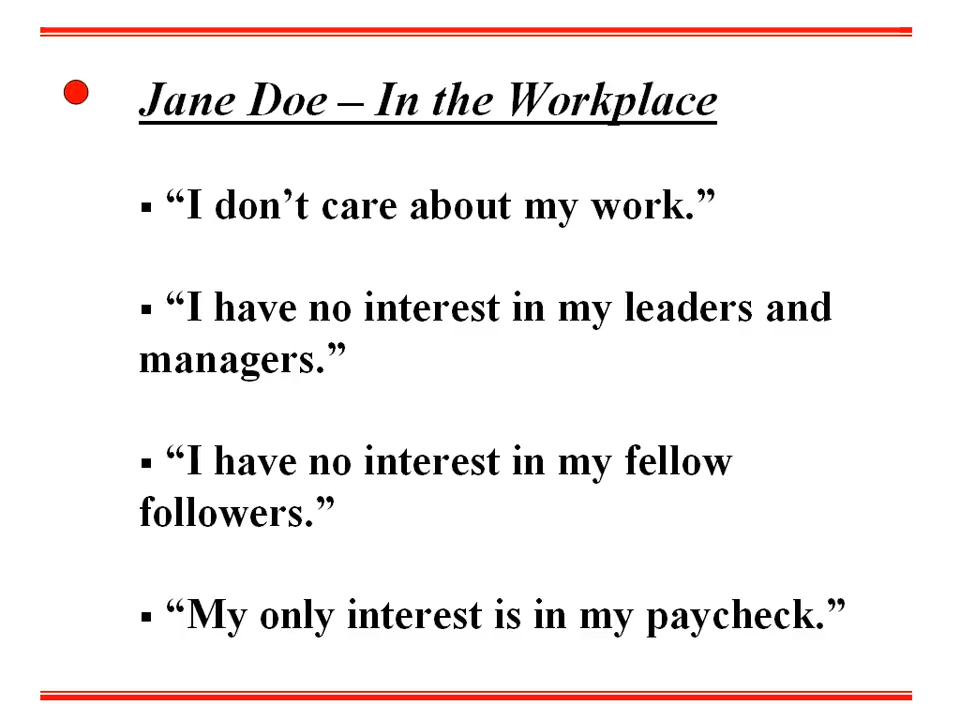 Jane Doe – In the Workplace
▪ “I don’t care about my work.”
▪ “I have no interest in my leaders and
managers.”
▪ “I have no interest in my fellow
followers.”
▪ “My only interest is in my paycheck.”